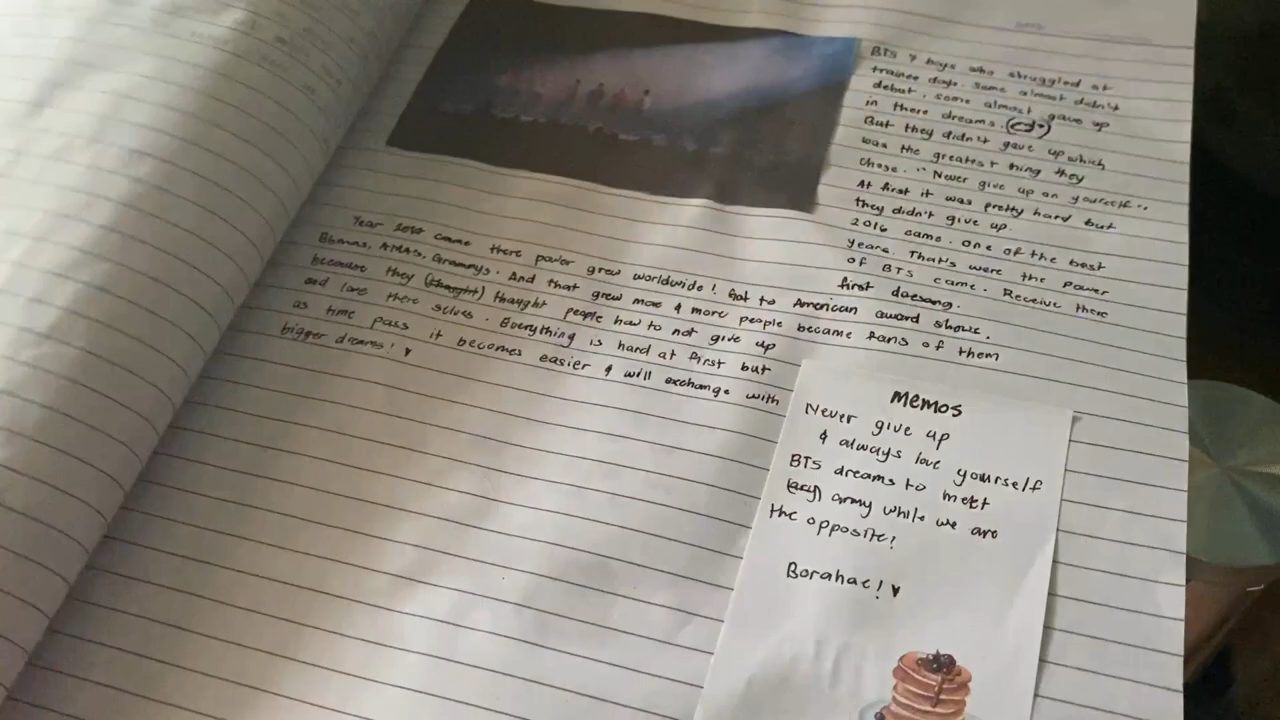 BTS 7 boys who struggled at
trainee days. Some almost didn't
debut, some almost gave up
in there dreams.
But they didn't gave up which
was the greatest thing they
chose. "Never give up on yourself"
At first it was pretty hard but
they didn't give up.
2016 came. One of the best
years. That's were the power
of BTS came. Receive there
first daesang.
Year came there power grew worldwide! Got to American award shows.
Bbmas, AMAs, Grammys. And that grew more & more people became fans of them
because they (thought) thought people how to not give up
and love there selves. Everything is hard at first but
as time pass it becomes easier & will exchange with
bigger dreams! ♥
Memos
Never give up
& always love yourself
BTS dreams to meet
army while we are
the opposite!
Borahae! ♥